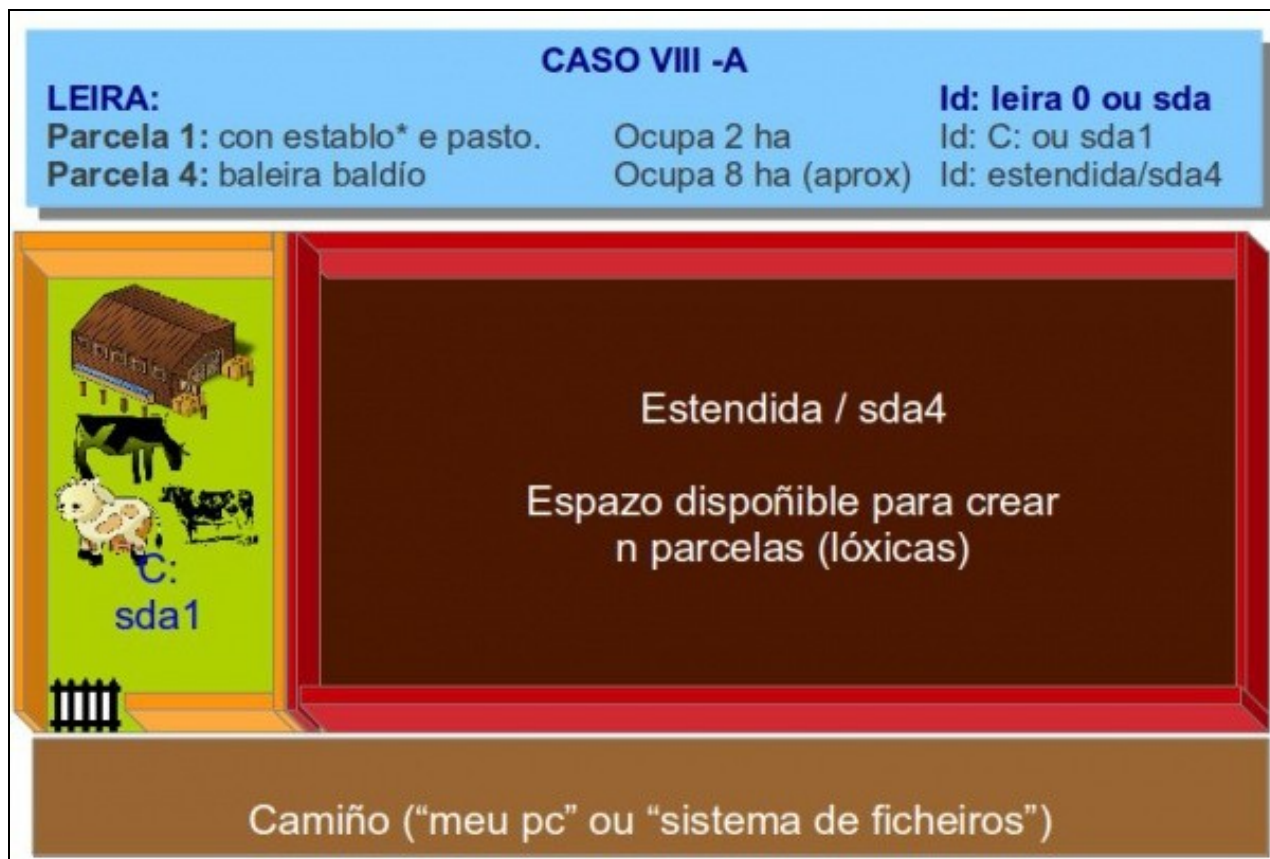 CASO VIII -A
LEIRA: Id: leira 0 ou sda
Parcela 1: con establo* e pasto. Ocupa 2 ha Id: C: ou sda1
Parcela 4: baleira baldío Ocupa 8 ha (aprox) Id: estendida/sda4
Estendida / sda4
Espazo dispoñible para crear
n parcelas (lóxicas)
C:
sda1
Camiño (“meu pc” ou “sistema de ficheiros”)